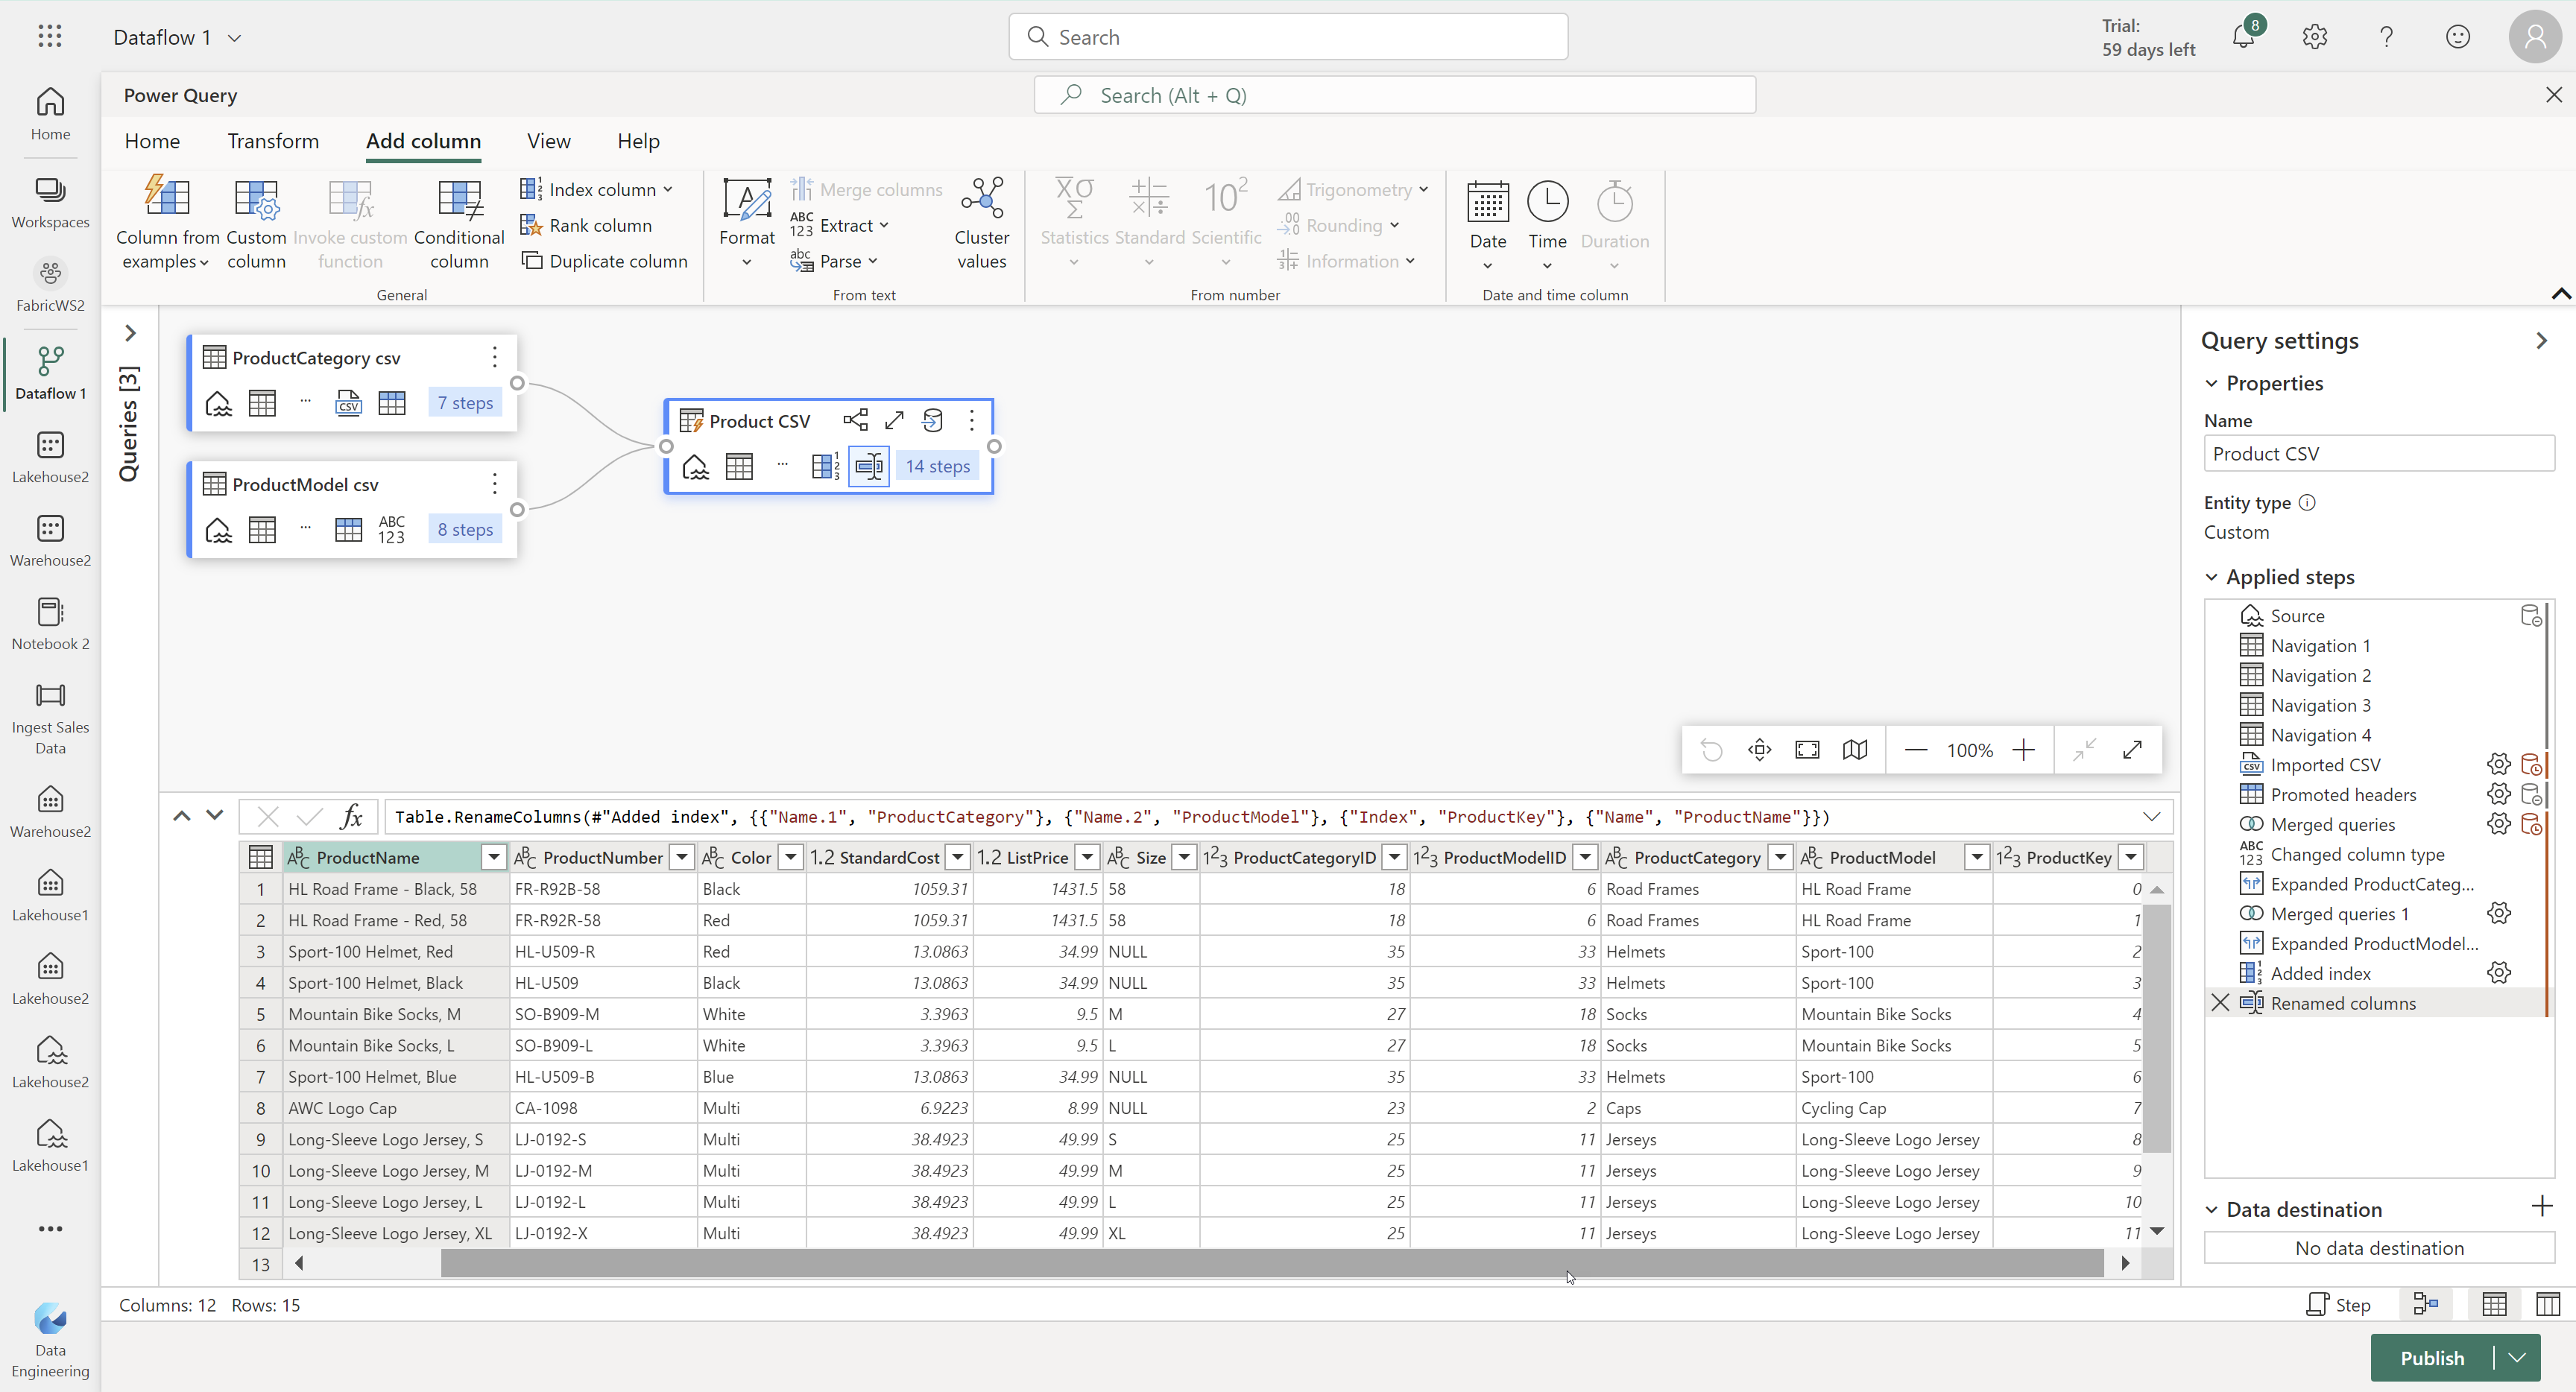 Dataflow 1
Search
Trial:
59 days left
8
Power Query
Search (Alt + Q)
Home
Workspaces
FabricWS2
Dataflow 1
Lakehouse2
Warehouse2
Notebook 2
Ingest Sales
Data
Warehouse2
Lakehouse1
Lakehouse2
Lakehouse2
Lakehouse1
Data
Engineering
Home Transform Add column View Help
Column from
examples
Custom
column
Invoke custom
function
Conditional
column
Index column
Rank column
Duplicate column
General
Format
Merge columns
Extract
Parse
Cluster
values
From text
Statistics
Standard
Scientific
Trigonometry
Rounding
Information
From number
Date
Time
Duration
Date and time column
Queries [3]
ProductCategory csv
7 steps
ProductModel csv
ABC
123
8 steps
Product CSV
14 steps
100%
Table.RenameColumns(#"Added index", {{"Name.1", "ProductCategory"}, {"Name.2", "ProductModel"}, {"Index", "ProductKey"}, {"Name", "ProductName"}})
ProductName ProductNumber Color 1.2 StandardCost 1.2 ListPrice Size ProductCategoryID ProductModelID ProductCategory ProductModel ProductKey
1 HL Road Frame - Black, 58 FR-R92B-58 Black 1059.31 1431.5 58 18 6 Road Frames HL Road Frame 0
2 HL Road Frame - Red, 58 FR-R92R-58 Red 1059.31 1431.5 58 18 6 Road Frames HL Road Frame 1
3 Sport-100 Helmet, Red HL-U509-R Red 13.0863 34.99 NULL 35 33 Helmets Sport-100 2
4 Sport-100 Helmet, Black HL-U509 Black 13.0863 34.99 NULL 35 33 Helmets Sport-100 3
5 Mountain Bike Socks, M SO-B909-M White 3.3963 9.5 M 27 18 Socks Mountain Bike Socks 4
6 Mountain Bike Socks, L SO-B909-L White 3.3963 9.5 L 27 18 Socks Mountain Bike Socks 5
7 Sport-100 Helmet, Blue HL-U509-B Blue 13.0863 34.99 NULL 35 33 Helmets Sport-100 6
8 AWC Logo Cap CA-1098 Multi 6.9223 8.99 NULL 23 2 Caps Cycling Cap 7
9 Long-Sleeve Logo Jersey, S LJ-0192-S Multi 38.4923 49.99 S 25 11 Jerseys Long-Sleeve Logo Jersey 8
10 Long-Sleeve Logo Jersey, M LJ-0192-M Multi 38.4923 49.99 M 25 11 Jerseys Long-Sleeve Logo Jersey 9
11 Long-Sleeve Logo Jersey, L LJ-0192-L Multi 38.4923 49.99 L 25 11 Jerseys Long-Sleeve Logo Jersey 10
12 Long-Sleeve Logo Jersey, XL LJ-0192-X Multi 38.4923 49.99 XL 25 11 Jerseys Long-Sleeve Logo Jersey 11
13
Columns: 12 Rows: 15
Step
Publish
Query settings
Properties
Name
Product CSV
Entity type
Custom
Applied steps
Source
Navigation 1
Navigation 2
Navigation 3
Navigation 4
Imported CSV
Promoted headers
Merged queries
Changed column type
Expanded ProductCateg...
Merged queries 1
Expanded ProductModel...
Added index
Renamed columns
Data destination
No data destination